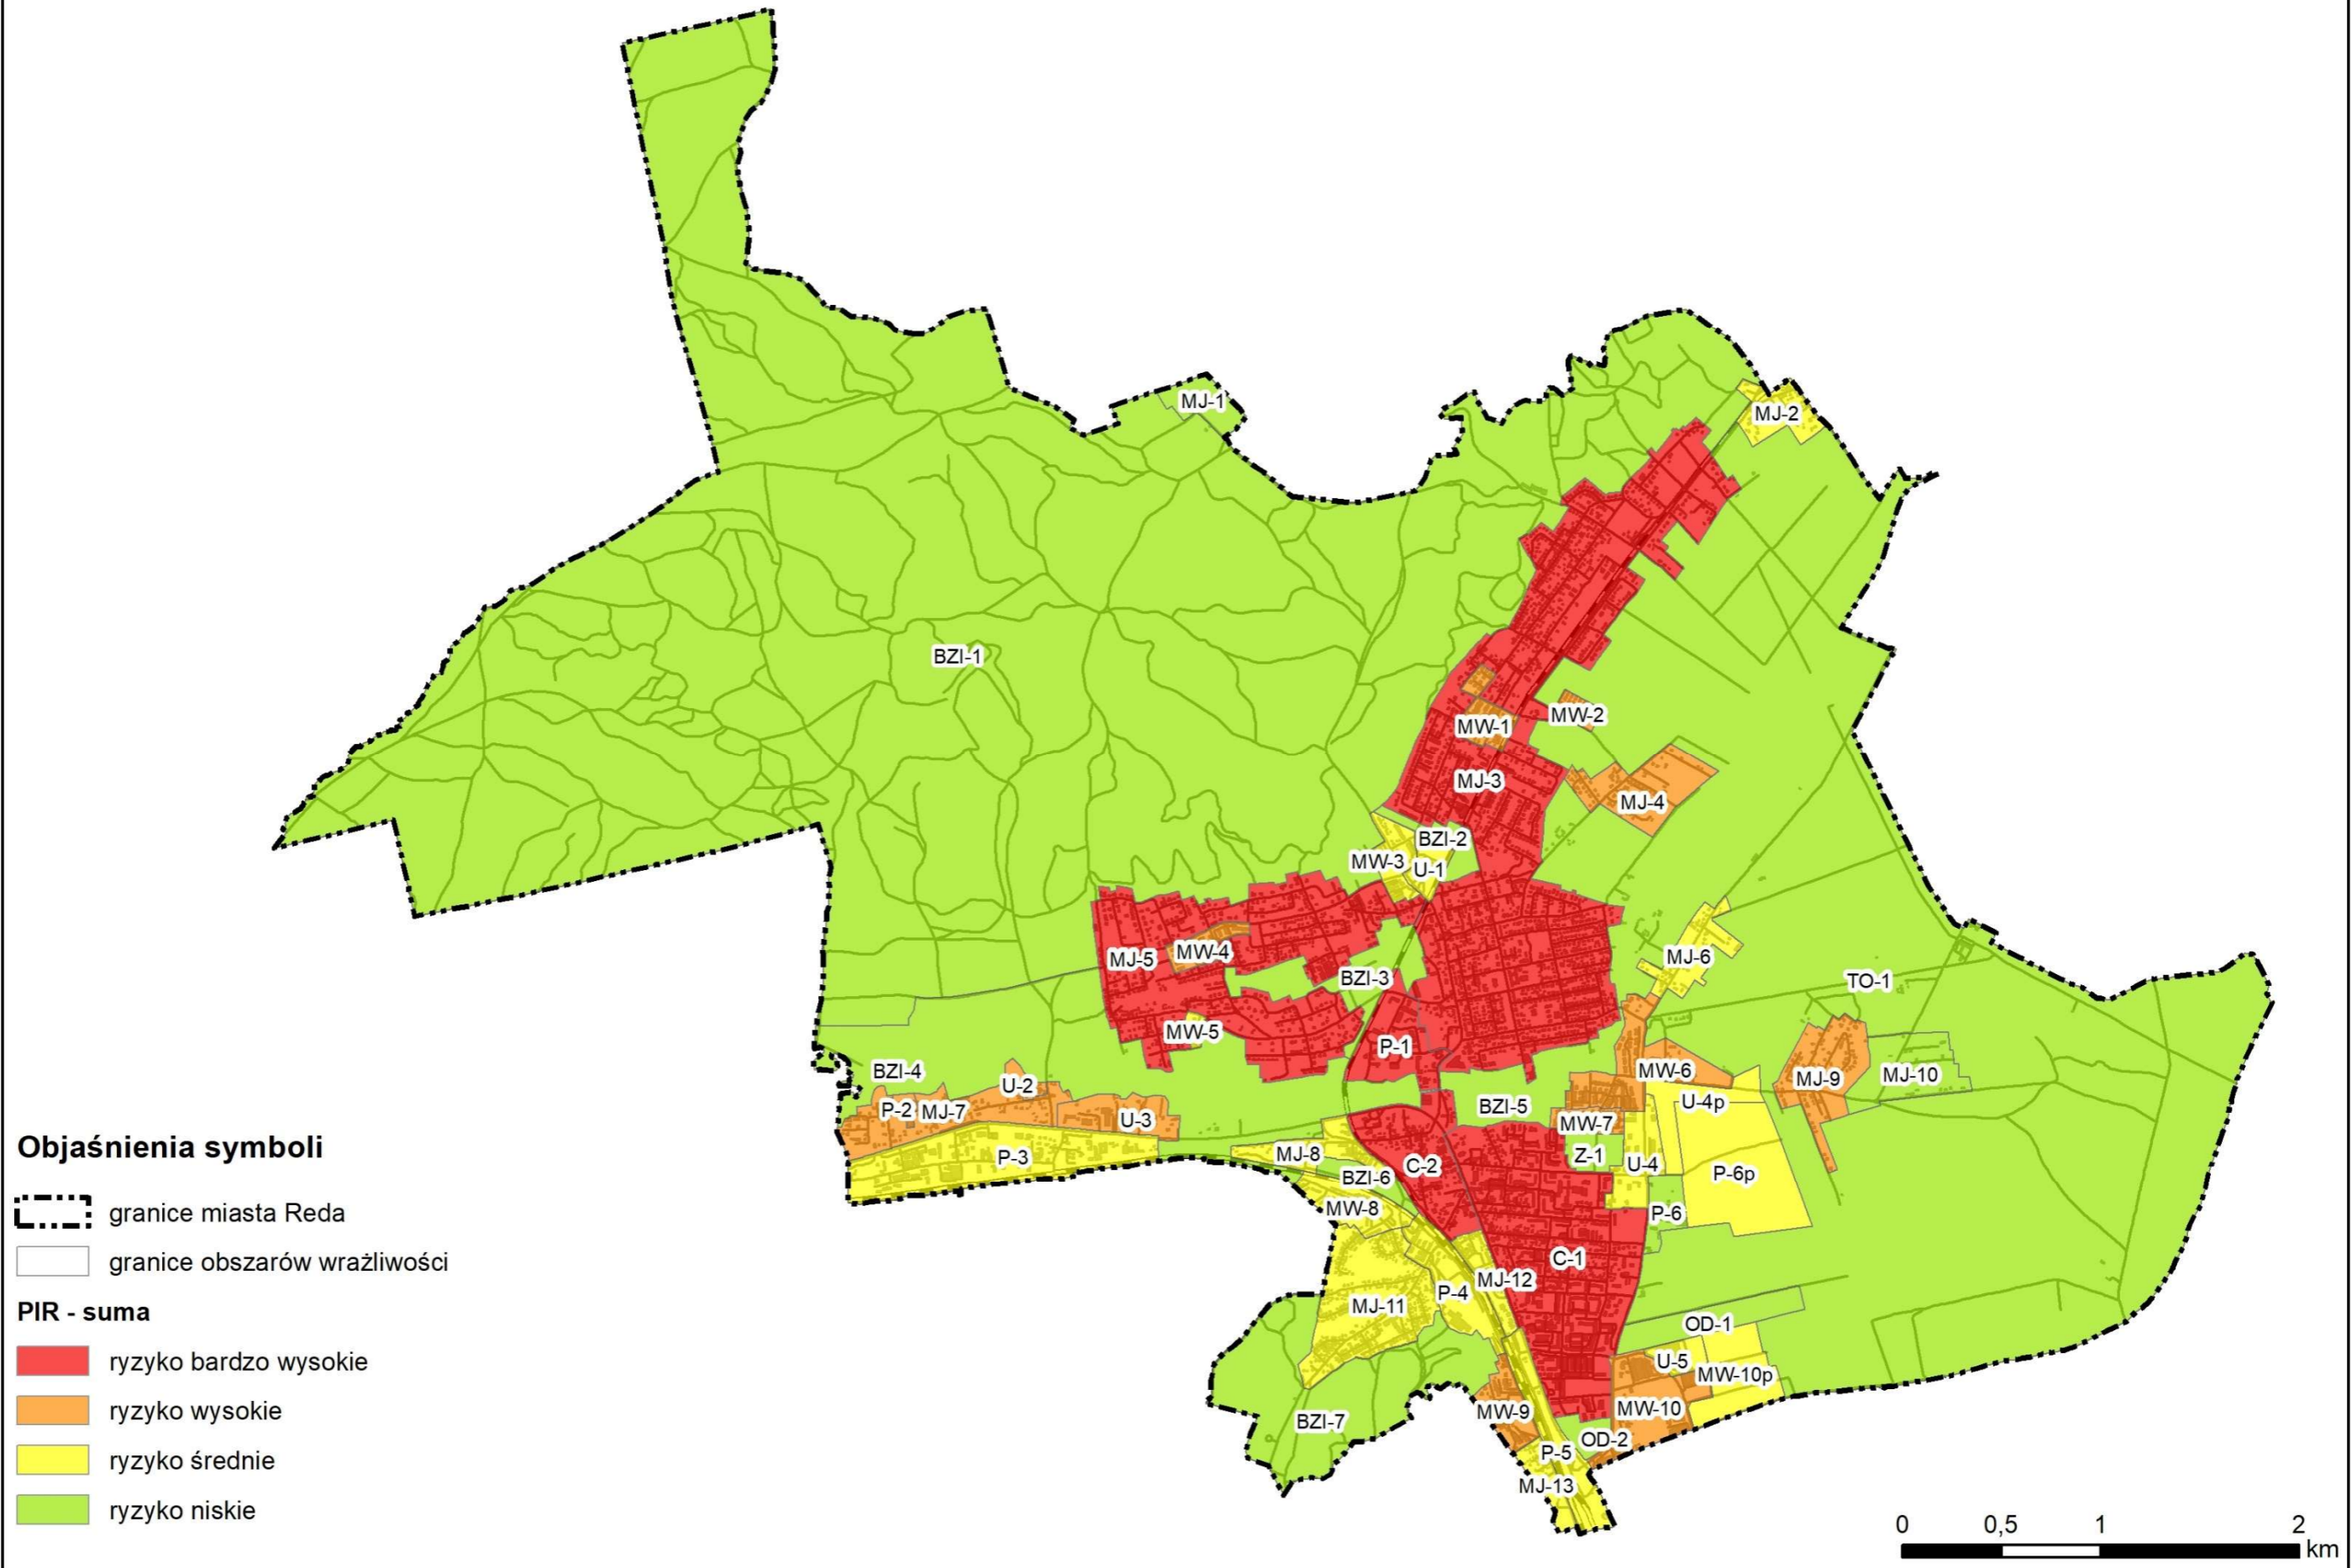 MJ-1
MJ-2
BZI-1
MW-2
MW-1
MJ-3
MJ-4
BZI-2
MW-3
U-1
MW-4
MJ-5
MJ-6
BZI-3
TO-1
MW-5
P-1
BZI-4
MW-6
MJ-9
MJ-10
U-2
U-4p
P-2
MJ-7
BZI-5
U-3
MW-7
MJ-8
Z-1
P-3
C-2
U-4
BZI-6
P-6p
MW-8
P-6
C-1
MJ-12
P-4
MJ-11
OD-1
U-5
MW-10p
MW-9
MW-10
BZI-7
OD-2
P-5
MJ-13
Objaśnienia symboli
granice miasta Reda
granice obszarów wrażliwości
PIR - suma
ryzyko bardzo wysokie
ryzyko wysokie
ryzyko średnie
ryzyko niskie
0 0,5 1 2
km